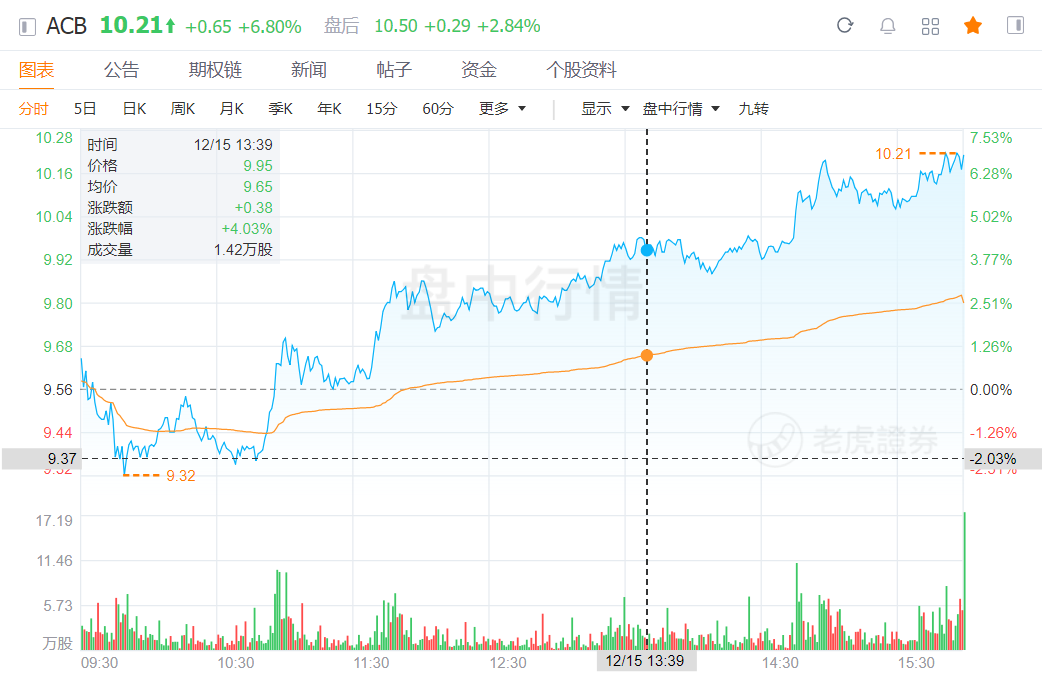 ACB 10.21 +0.65 +6.80% 盘后 10.50 +0.29 +2.84%
图表 公告 期权链 新闻 帖子 资金 个股资料
分时 5日 日K 周K 月K 季K 年K 15分 60分 更多 显示 盘中行情 九转
10.28 7.53%
时间 12/15 13:39
价格 9.95
均价 9.65
涨跌额 +0.38
涨跌幅 +4.03%
成交量 1.42万股
10.21
10.16 6.28%
10.04 5.02%
9.92 3.77%
盘中行情
9.80 2.51%
9.68 1.26%
9.56 0.00%
9.44 -1.26%
老虎證券
9.37 -2.03%
9.32 -2.51%
9.32
17.19
11.46
5.73
万股
09:30 10:30 11:30 12:30 12/15 13:39 14:30 15:30